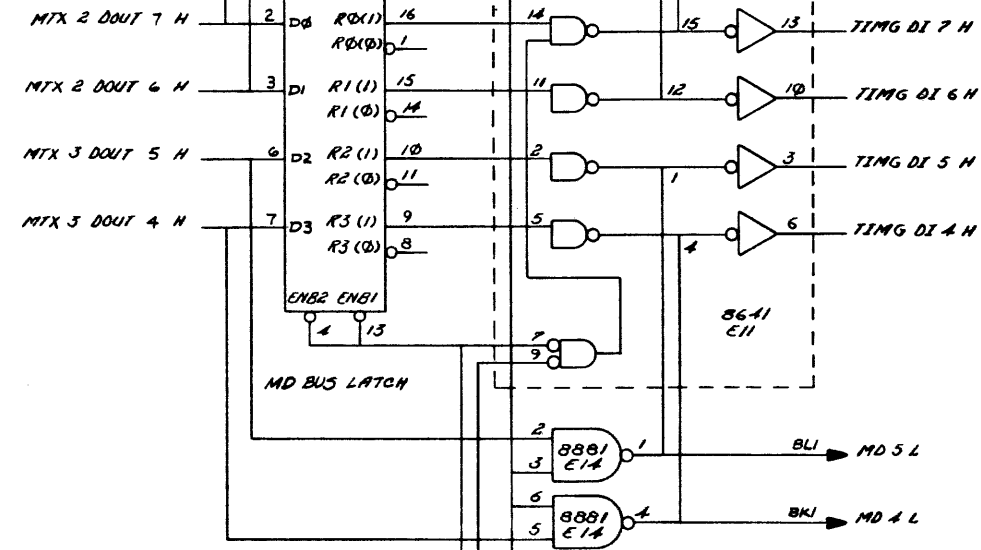 MTX 2 DOUT 7 H 2 DØ RØ(1) 16 14 15 13 TIMG DI 7 H
RØ(Ø) 1
MTX 2 DOUT 6 H 3 D1 R1(1) 15 11 12 1Ø TIMG DI 6 H
R1(Ø) 14
MTX 3 DOUT 5 H 6 D2 R2(1) 1Ø 2 1 3 TIMG DI 5 H
R2(Ø) 11
MTX 3 DOUT 4 H 7 D3 R3(1) 9 5 4 6 TIMG DI 4 H
R3(Ø) 8
ENB2 ENB1
4 13
8641
E11
7
9
MD BUS LATCH
2 8881 1 BL1 MD 5 L
3 E14
6 8881 4 BK1 MD 4 L
5 E14